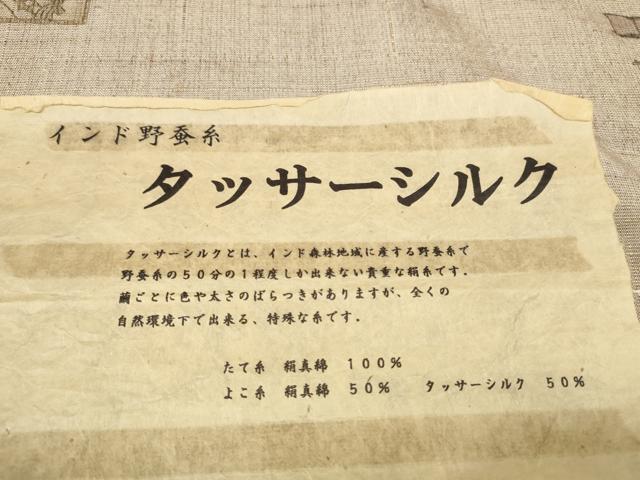 インド野蚕糸
タッサーシルク
タッサーシルクとは、インド森林地域に産する野蚕糸で
野蚕糸の50分の1程度しか出来ない貴重な絹糸です.
繭ごとに色や太さのばらつきがありますが、全くの
自然環境下で出来る、特殊な糸です.
たて糸 絹真綿 100%
よこ糸 絹真綿 50% タッサーシルク 50%